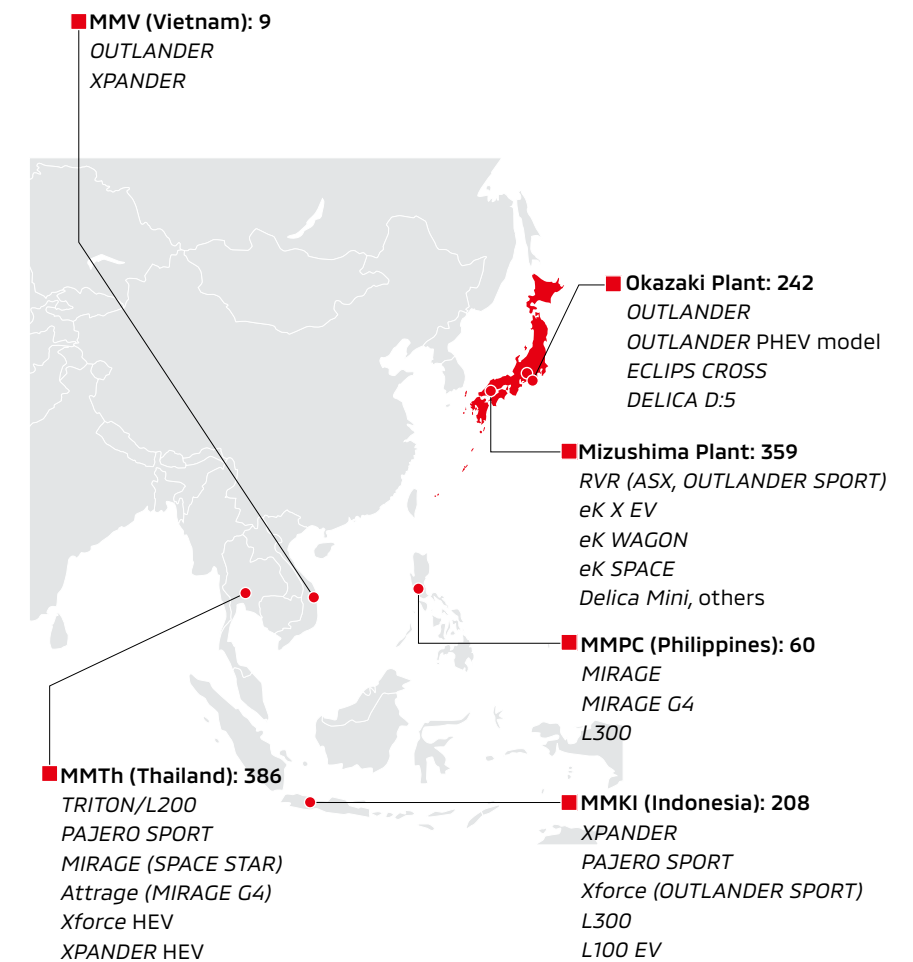 MMV (Vietnam): 9
OUTLANDER
XPANDER
Okazaki Plant: 242
OUTLANDER
OUTLANDER PHEV model
ECLIPS CROSS
DELICA D:5
Mizushima Plant: 359
RVR (ASX, OUTLANDER SPORT)
eK X EV
eK WAGON
eK SPACE
Delica Mini, others
MMPC (Philippines): 60
MIRAGE
MIRAGE G4
L300
MMTh (Thailand): 386
TRITON/L200
PAJERO SPORT
MIRAGE (SPACE STAR)
Attrage (MIRAGE G4)
Xforce HEV
XPANDER HEV
MMKI (Indonesia): 208
XPANDER
PAJERO SPORT
Xforce (OUTLANDER SPORT)
L300
L100 EV